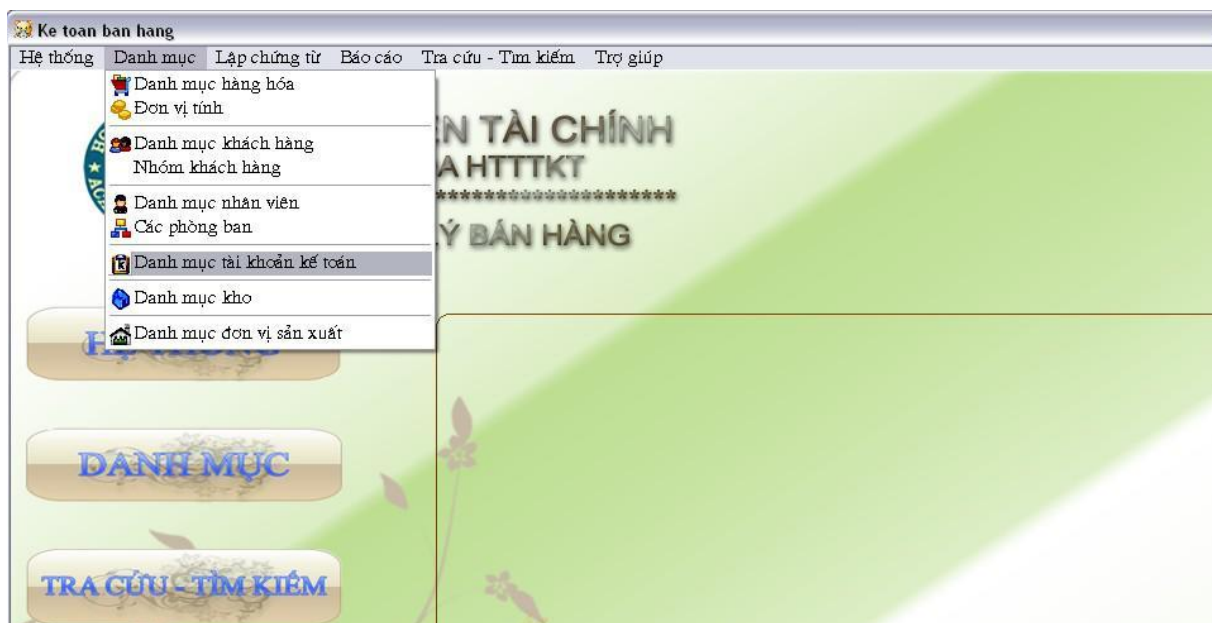 Ke toan ban hang
Hệ thống Danh mục Lập chứng từ Báo cáo Tra cứu - Tìm kiếm Trợ giúp
Danh mục hàng hóa
Đơn vị tính
Danh mục khách hàng
Nhóm khách hàng
Danh mục nhân viên
Các phòng ban
Danh mục tài khoản kế toán
Danh mục kho
Danh mục đơn vị sản xuất
N TÀI CHÍNH
A HTTTKT
*********************
Ý BÁN HÀNG
HỆ THỐNG
DANH MỤC
TRA CỨU - TÌM KIẾM